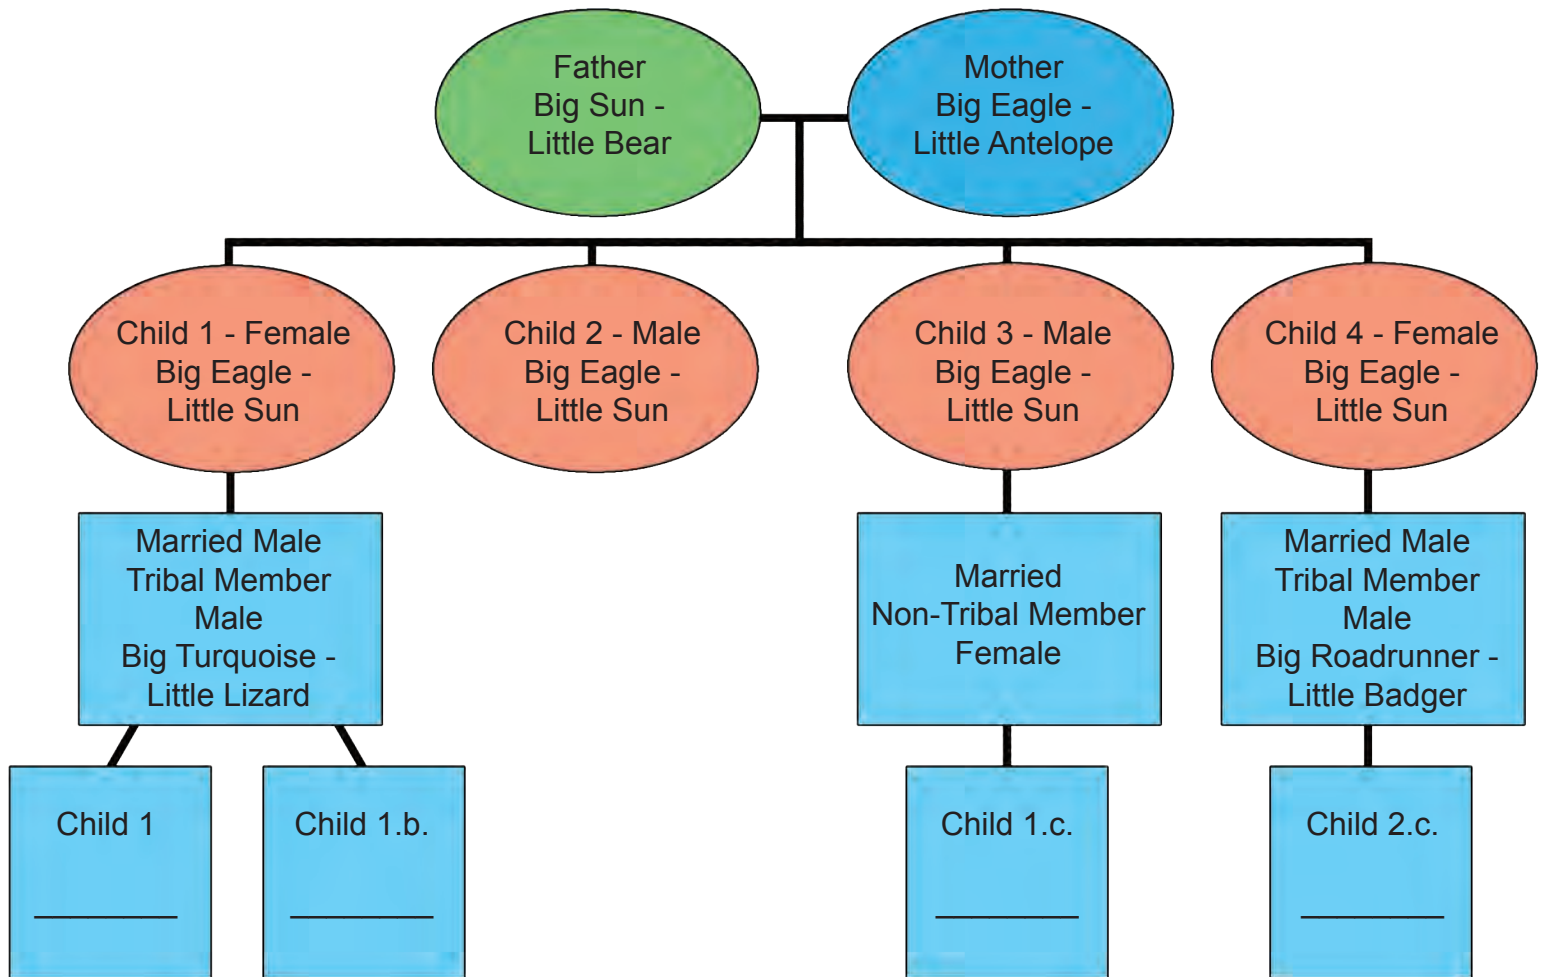 Father
Big Sun -
Little Bear
Mother
Big Eagle -
Little Antelope
Child 1 - Female
Big Eagle -
Little Sun
Child 2 - Male
Big Eagle -
Little Sun
Child 3 - Male
Big Eagle -
Little Sun
Child 4 - Female
Big Eagle -
Little Sun
Married Male
Tribal Member
Male
Big Turquoise -
Little Lizard
Married
Non-Tribal Member
Female
Married Male
Tribal Member
Male
Big Roadrunner -
Little Badger
Child 1
Child 1.b.
Child 1.c.
Child 2.c.